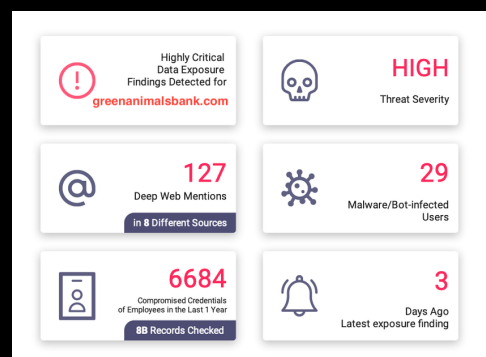 Highly Critical
Data Exposure
Findings Detected for
greenanimalsbank.com
HIGH
Threat Severity
127
Deep Web Mentions
in 8 Different Sources
29
Malware/Bot-infected
Users
6684
Compromised Credentials
of Employees in the Last 1 Year
8B Records Checked
3
Days Ago
Latest exposure finding